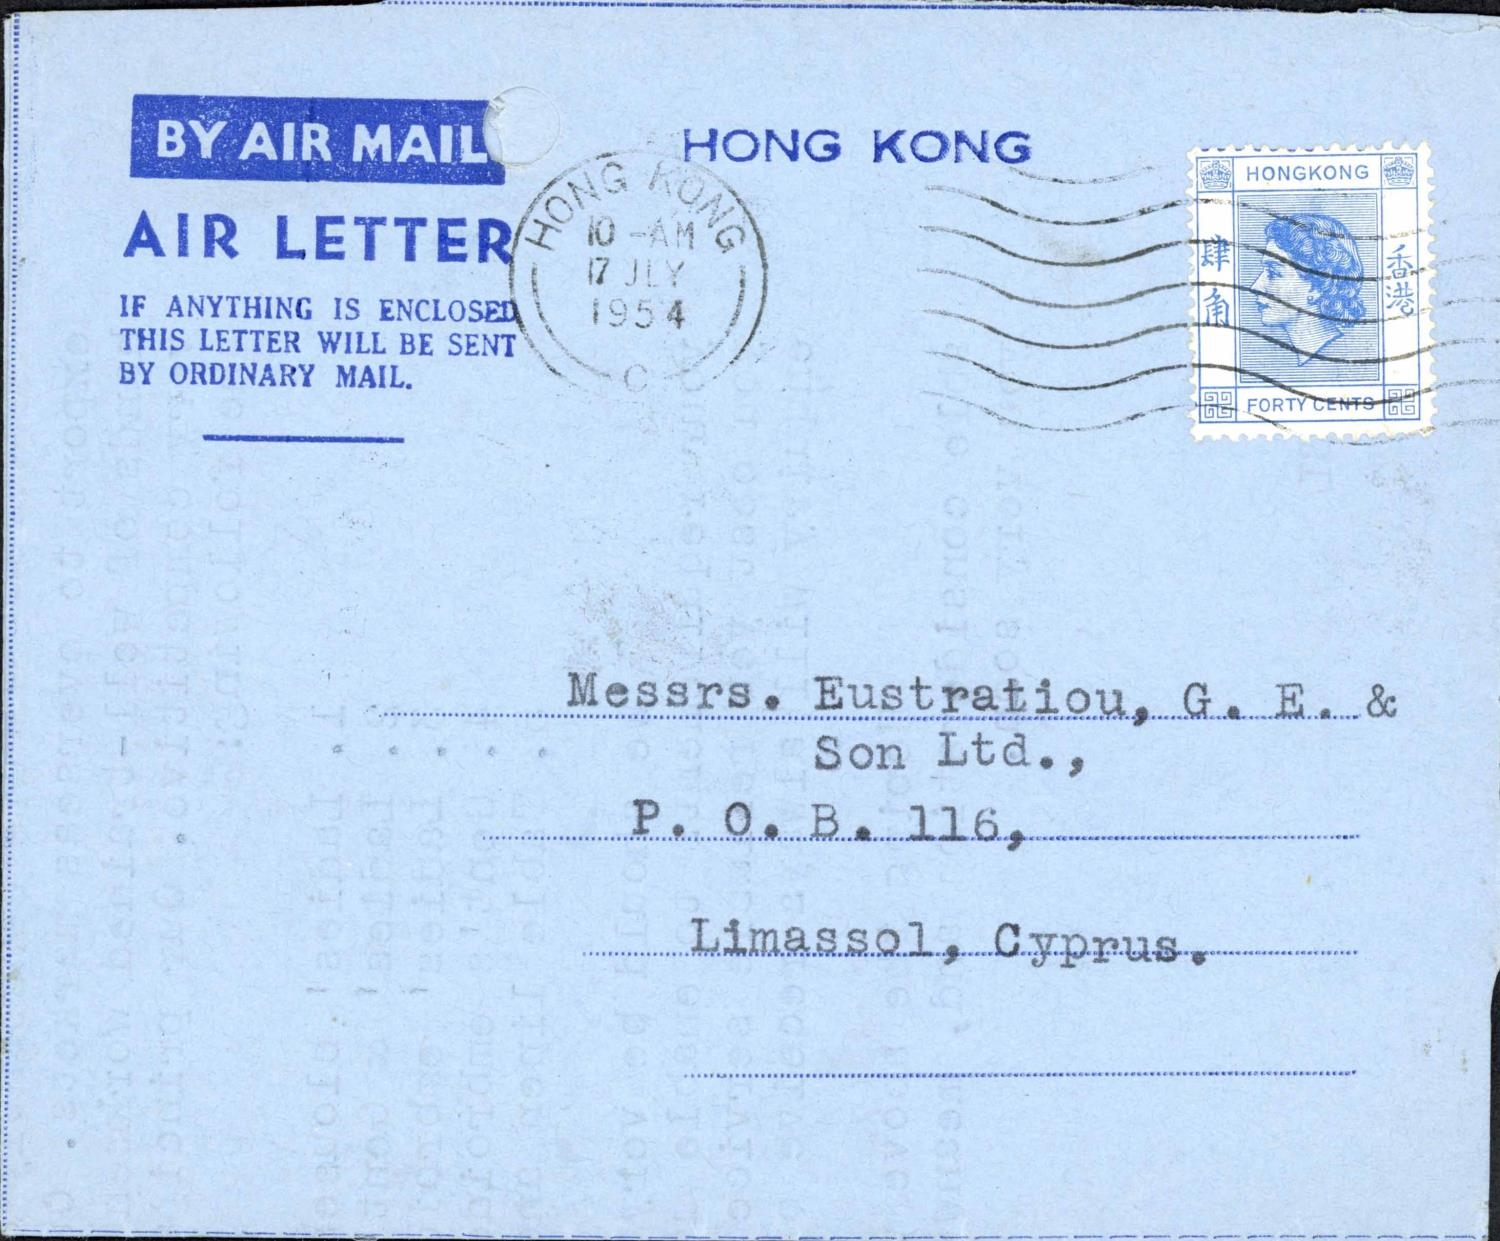 BY AIR MAIL
AIR LETTER
IF ANYTHING IS ENCLOSED
THIS LETTER WILL BE SENT
BY ORDINARY MAIL.
HONG KONG
HONG KONG
10 -AM
17 JLY
1954
C
HONGKONG
肆角
香港
FORTY CENTS
Messrs. Eustratiou, G. E. &
Son Ltd.,
P. O. B. 116,
Limassol, Cyprus.